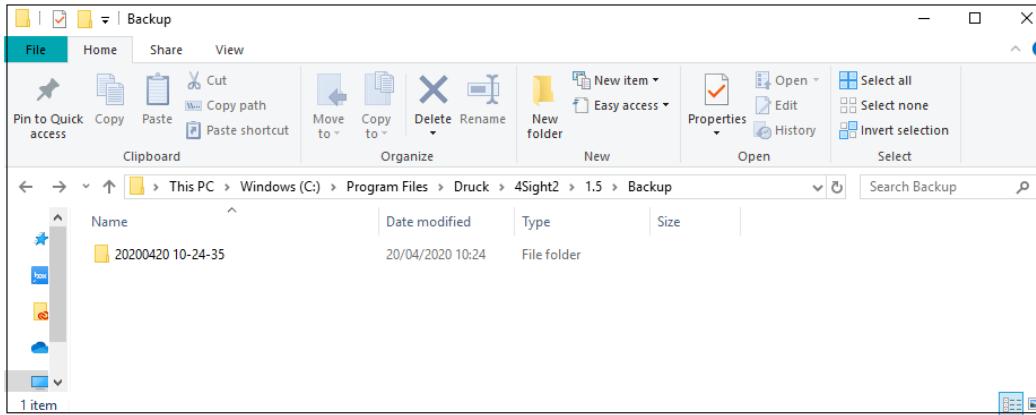 Backup
File Home Share View
Pin to Quick access
Copy
Paste
Cut
Copy path
Paste shortcut
Clipboard
Move to
Copy to
Delete
Rename
Organize
New folder
New item
Easy access
New
Properties
Open
Edit
History
Open
Select all
Select none
Invert selection
Select
This PC > Windows (C:) > Program Files > Druck > 4Sight2 > 1.5 > Backup
Search Backup
Name Date modified Type Size
20200420 10-24-35 20/04/2020 10:24 File folder
box
1 item